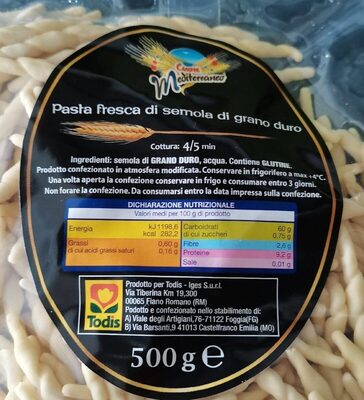 Cuore
Mediterraneo
Pasta fresca di semola di grano duro
Cottura: 4/5 min
Ingredienti: semola di GRANO DURO, acqua. Contiene GLUTINE.
Prodotto confezionato in atmosfera modificata. Conservare in frigorifero a max +4°C.
Una volta aperta la confezione conservare in frigo e consumare entro 3 giorni.
Non forare la confezione. Da consumarsi entro la data impressa sulla confezione.
DICHIARAZIONE NUTRIZIONALE
Valori medi per 100 g di prodotto
Energia kJ 1198,6
kcal 282,2
Grassi 0,60 g
di cui acidi grassi saturi 0,16 g
Carboidrati 60 g
di cui zuccheri 0,75 g
Fibre 2,6 g
Proteine 9,2 g
Sale 0,01 g
Todis
Prodotto per Todis - Iges S.u.r.l.
Via Tiberina Km 19,300
00065 Fiano Romano (RM)
Podotto e confezionato nello stabilimento di:
A) Viale degli Artigiani,76-71122 Foggia(FG)
B) Via Barsanti,9 41013 Castelfranco Emilia (MO)
500 g e